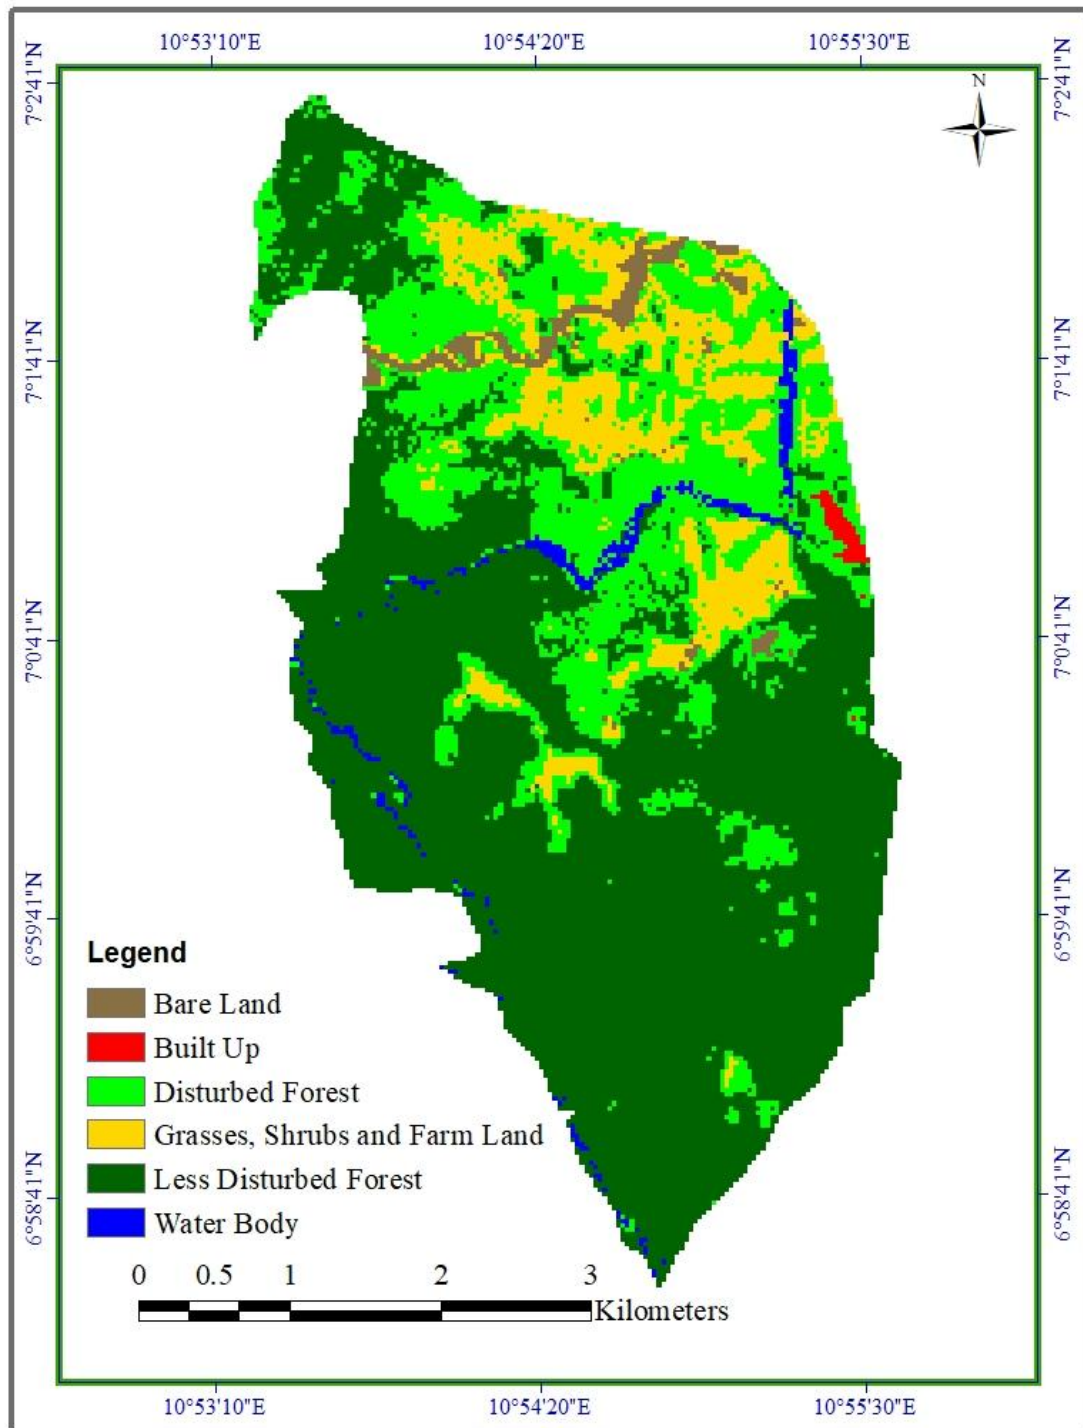 10°53'10"E 10°54'20"E 10°55'30"E
7°2'41"N 7°2'41"N
N
7°1'41"N 7°1'41"N
7°0'41"N 7°0'41"N
6°59'41"N 6°59'41"N
Legend
Bare Land
Built Up
Disturbed Forest
Grasses, Shrubs and Farm Land
Less Disturbed Forest
6°58'41"N 6°58'41"N
Water Body
0 0.5 1 2 3
Kilometers
10°53'10"E 10°54'20"E 10°55'30"E